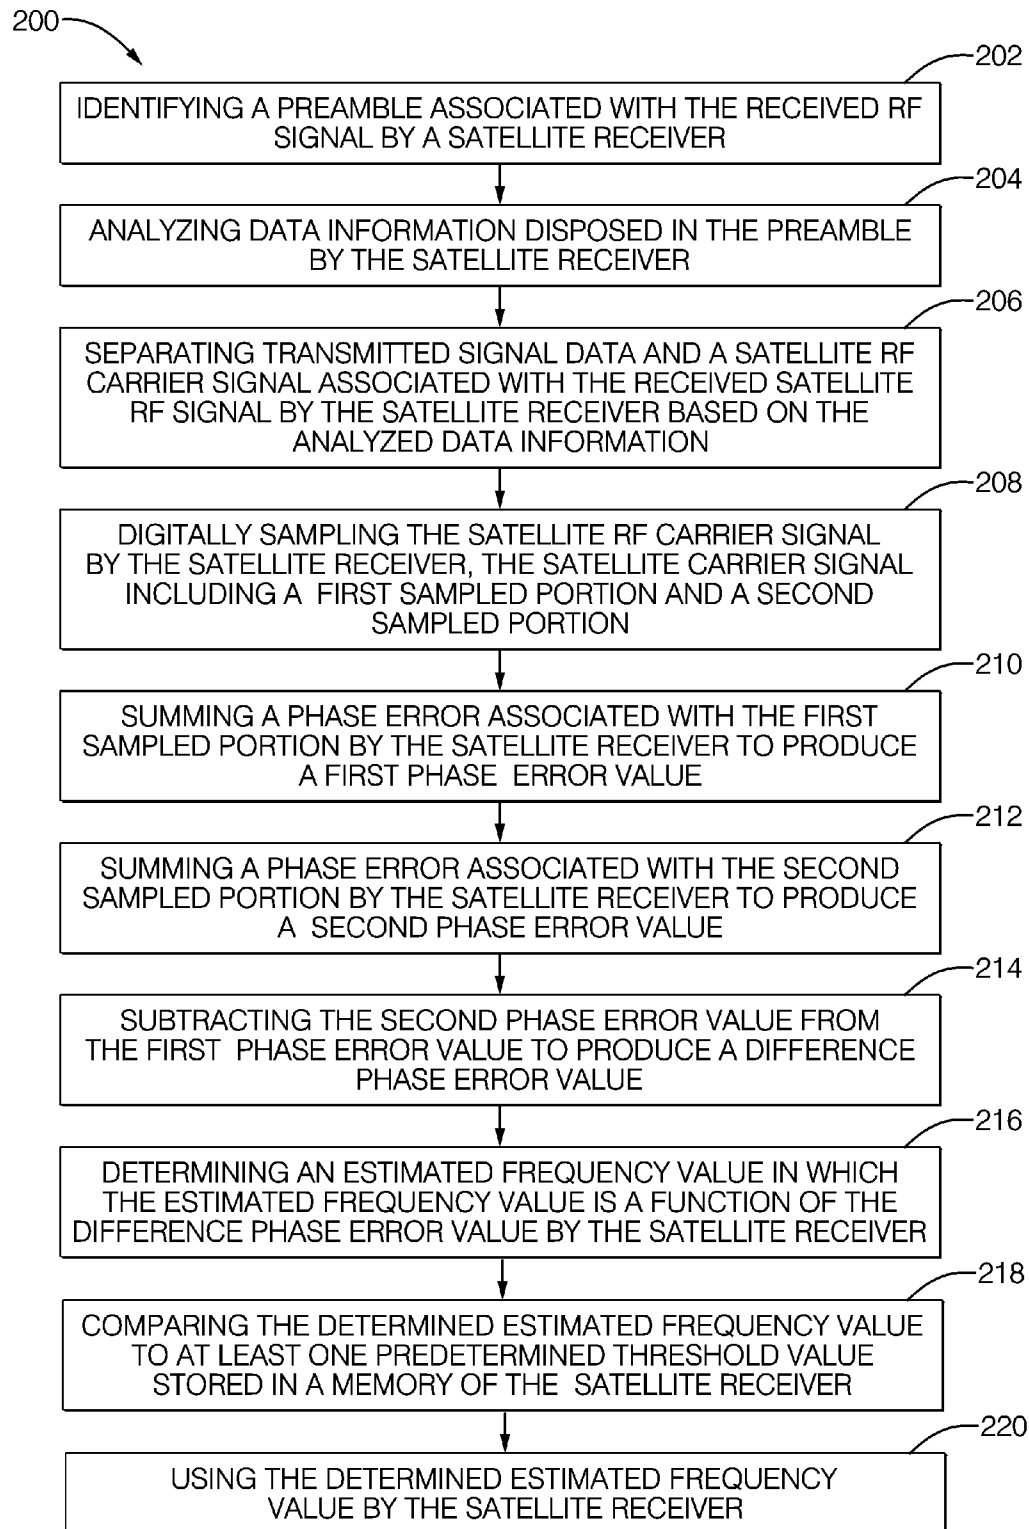 200
202
IDENTIFYING A PREAMBLE ASSOCIATED WITH THE RECEIVED RF
SIGNAL BY A SATELLITE RECEIVER
204
ANALYZING DATA INFORMATION DISPOSED IN THE PREAMBLE
BY THE SATELLITE RECEIVER
206
SEPARATING TRANSMITTED SIGNAL DATA AND A SATELLITE RF
CARRIER SIGNAL ASSOCIATED WITH THE RECEIVED SATELLITE
RF SIGNAL BY THE SATELLITE RECEIVER BASED ON THE
ANALYZED DATA INFORMATION
208
DIGITALLY SAMPLING THE SATELLITE RF CARRIER SIGNAL
BY THE SATELLITE RECEIVER, THE SATELLITE CARRIER SIGNAL
INCLUDING A FIRST SAMPLED PORTION AND A SECOND
SAMPLED PORTION
210
SUMMING A PHASE ERROR ASSOCIATED WITH THE FIRST
SAMPLED PORTION BY THE SATELLITE RECEIVER TO PRODUCE
A FIRST PHASE ERROR VALUE
212
SUMMING A PHASE ERROR ASSOCIATED WITH THE SECOND
SAMPLED PORTION BY THE SATELLITE RECEIVER TO PRODUCE
A SECOND PHASE ERROR VALUE
214
SUBTRACTING THE SECOND PHASE ERROR VALUE FROM
THE FIRST PHASE ERROR VALUE TO PRODUCE A DIFFERENCE
PHASE ERROR VALUE
216
DETERMINING AN ESTIMATED FREQUENCY VALUE IN WHICH
THE ESTIMATED FREQUENCY VALUE IS A FUNCTION OF THE
DIFFERENCE PHASE ERROR VALUE BY THE SATELLITE RECEIVER
218
COMPARING THE DETERMINED ESTIMATED FREQUENCY VALUE
TO AT LEAST ONE PREDETERMINED THRESHOLD VALUE
STORED IN A MEMORY OF THE SATELLITE RECEIVER
220
USING THE DETERMINED ESTIMATED FREQUENCY
VALUE BY THE SATELLITE RECEIVER